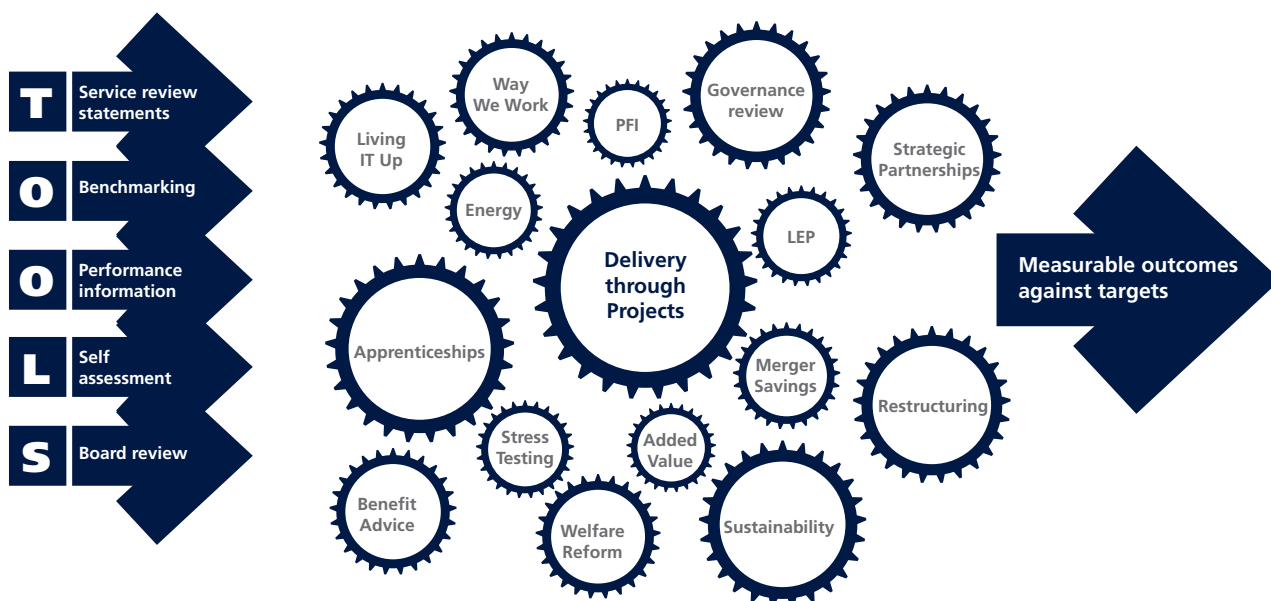 T
Service review
statements
O
Benchmarking
O
Performance
information
L
Self
assessment
S
Board review
Living
IT Up
Way
We Work
PFI
Governance
review
Strategic
Partnerships
Energy
LEP
Delivery
through
Projects
Apprenticeships
Merger
Savings
Restructuring
Stress
Testing
Added
Value
Benefit
Advice
Welfare
Reform
Sustainability
Measurable outcomes
against targets